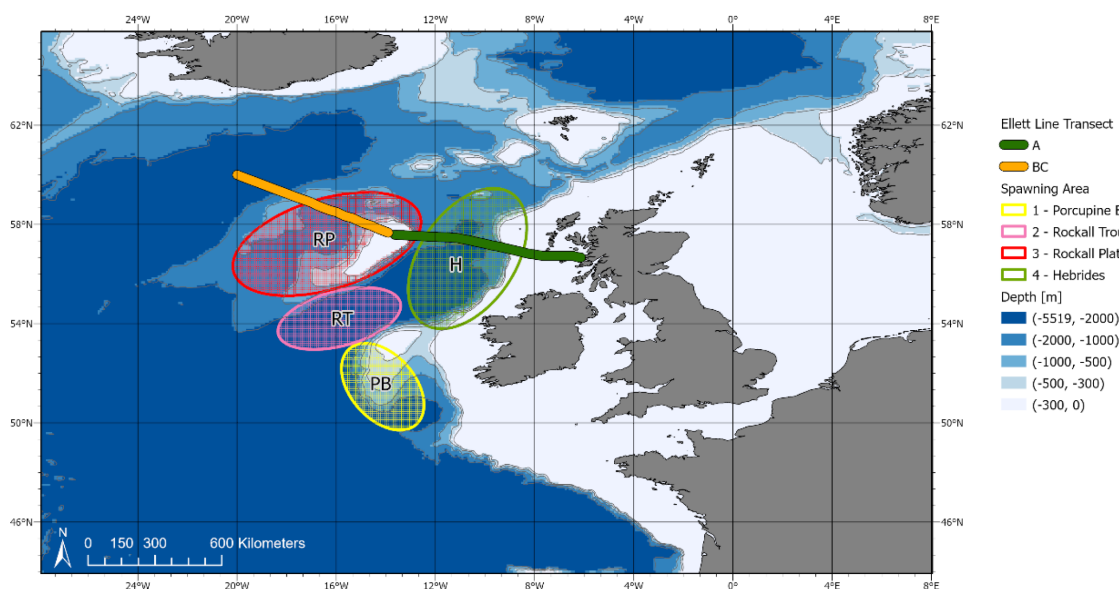 20°W 16°W 12°W 8°W 4°W 0° 4°E 8°E
62°N 62°N
58°N 58°N
54°N 54°N
50°N 50°N
46°N 46°N
RP
H
RT
PB
N
0 150 300 600 Kilometers
24°W 20°W 16°W 12°W 8°W 4°W 0° 4°E 8°E
Ellett Line Transect
A
BC
Spawning Area
1 - Porcupine B
2 - Rockall Trou
3 - Rockall Plat
4 - Hebrides
Depth [m]
(-5519, -2000)
(-2000, -1000)
(-1000, -500)
(-500, -300)
(-300, 0)